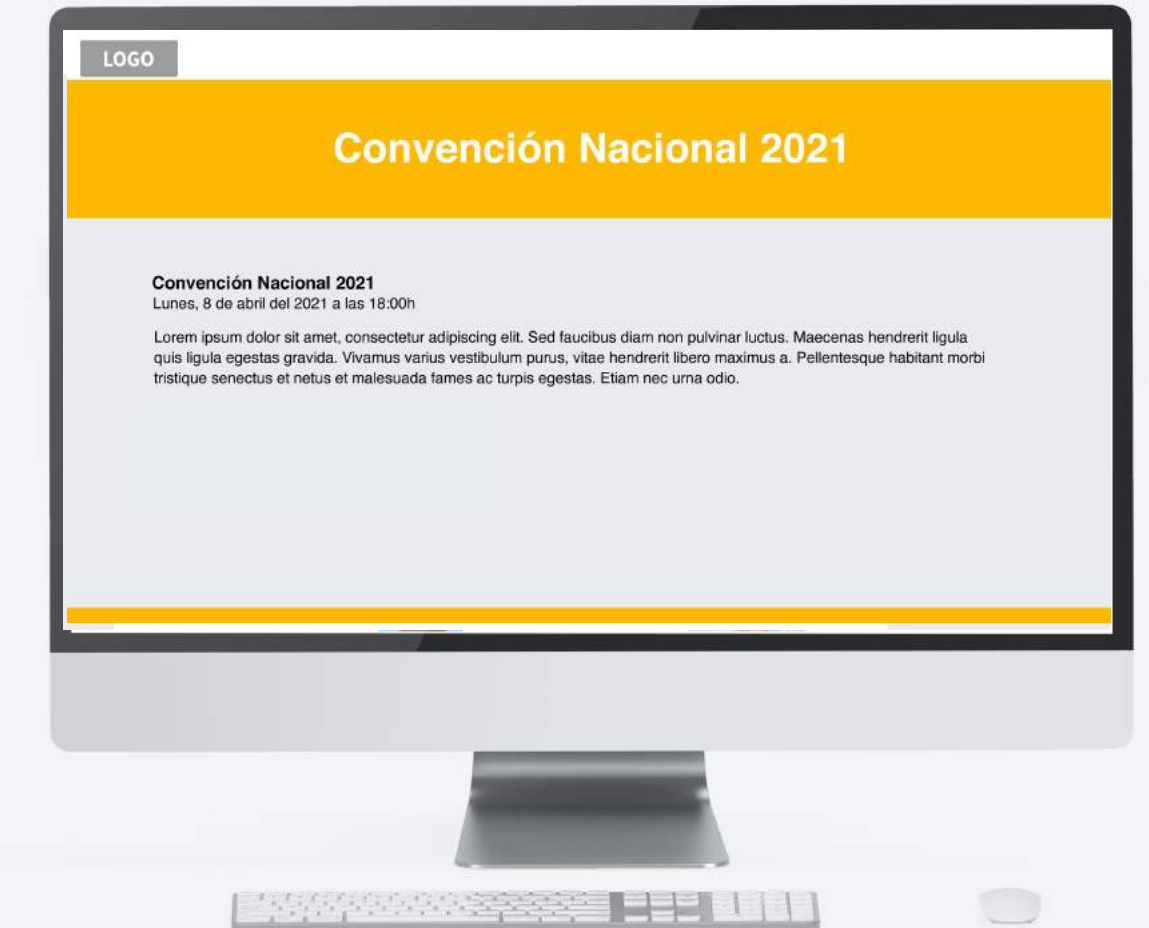 LOGO
Convención Nacional 2021
Convención Nacional 2021
Lunes, 8 de abril del 2021 a las 18:00h
Lorem ipsum dolor sit amet, consectetur adipiscing elit. Sed faucibus diam non pulvinar luctus. Maecenas hendrerit ligula
quis ligula egestas gravida. Vivamus varius vestibulum purus, vitae hendrerit libero maximus a. Pellentesque habitant morbi
tristique senectus et netus et malesuada fames ac turpis egestas. Etiam nec urna odio.